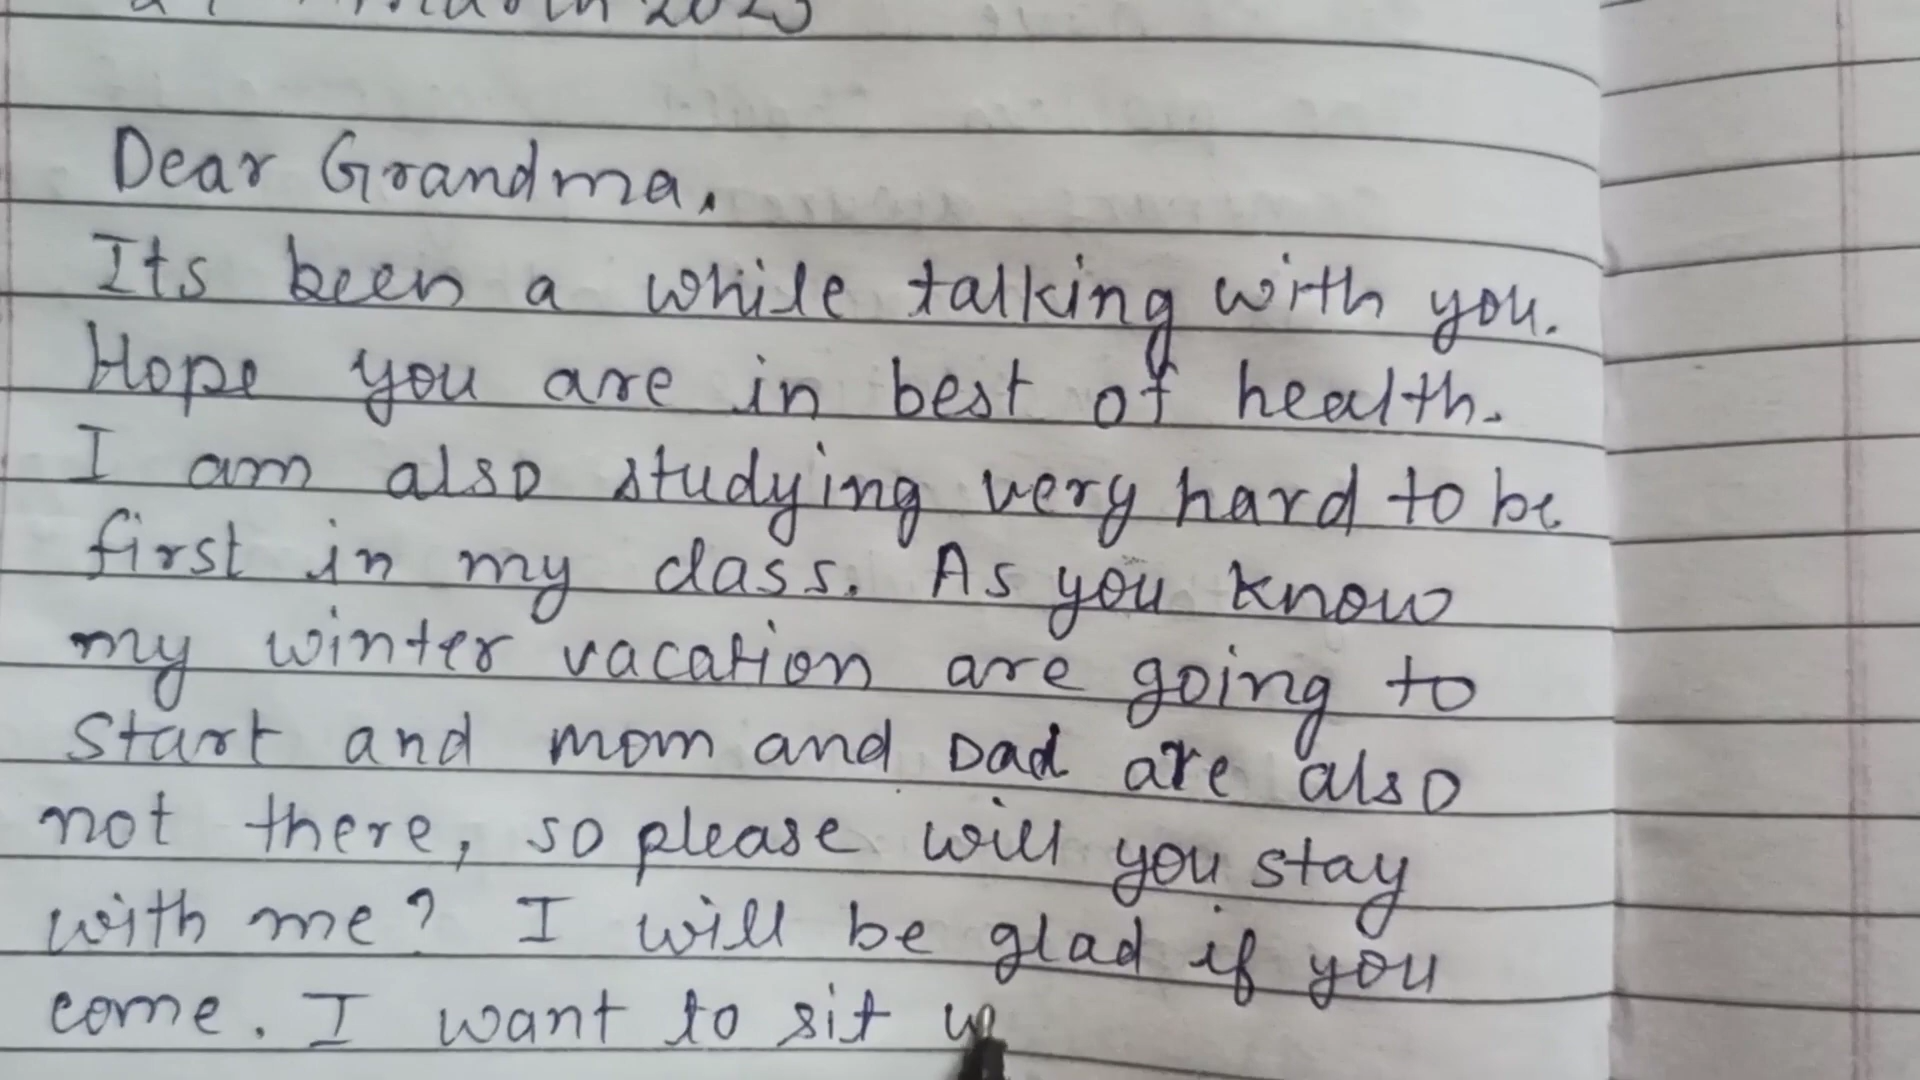 March 2023
Dear Grandma,
Its been a while talking with you.
Hope you are in best of health.
I am also studying very hard to be
first in my class. As you know
my winter vacation are going to
start and mom and Dad are also
not there, so please will you stay
with me? I will be glad if you
come. I want to sit w